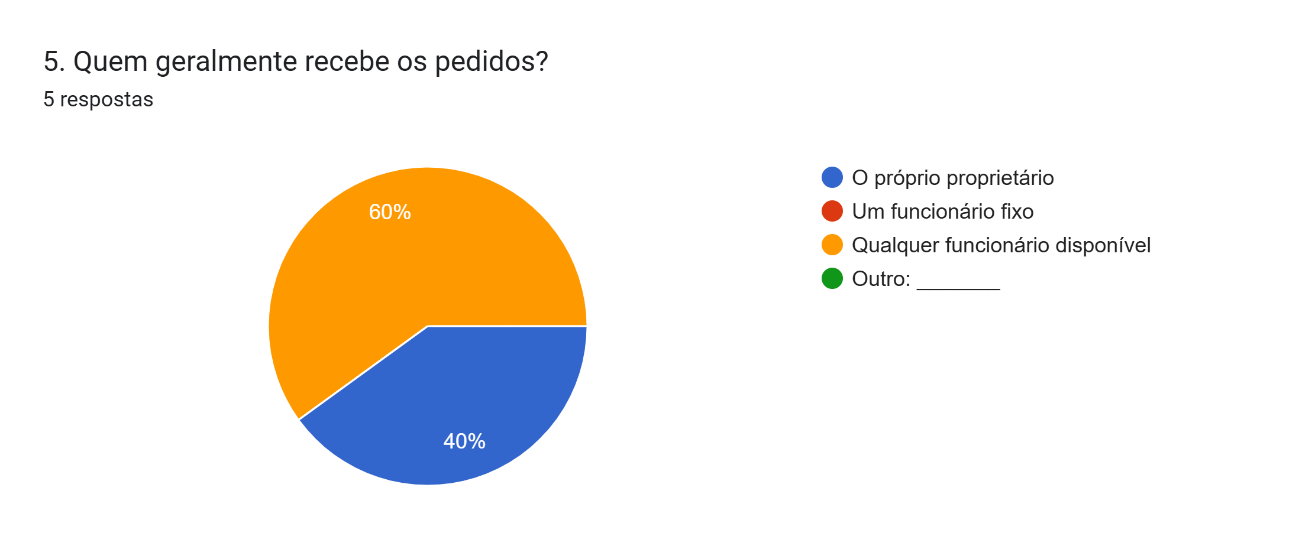 5. Quem geralmente recebe os pedidos?
5 respostas
60%
40%
O próprio proprietário
Um funcionário fixo
Qualquer funcionário disponível
Outro: _______